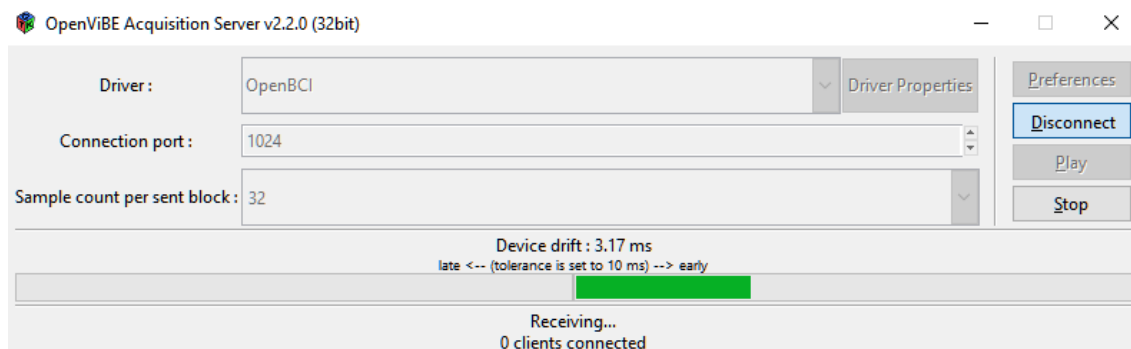 OpenViBE Acquisition Server v2.2.0 (32bit)
Driver :
OpenBCI
Driver Properties
Preferences
Disconnect
Connection port :
1024
Play
Sample count per sent block :
32
Stop
Device drift : 3.17 ms
late <-- (tolerance is set to 10 ms) --> early
Receiving...
0 clients connected